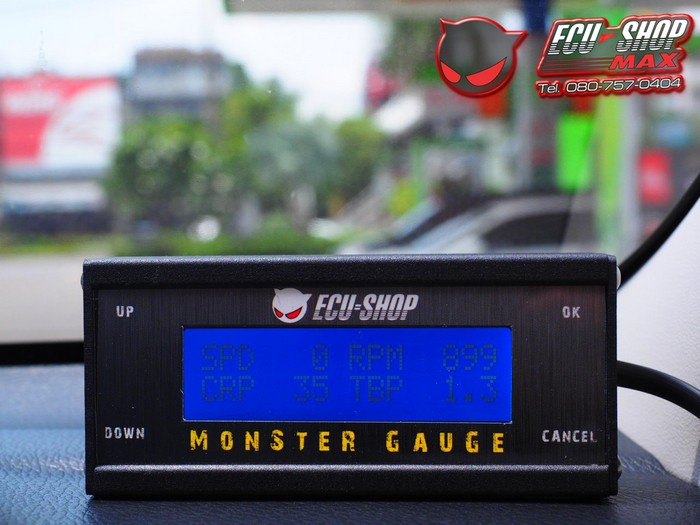 ECU-SHOP
MAX
Tel. 080-757-0404
ECU-SHOP
UP
OK
SPD 0 RPM 899
CRP 35 TBP 1.3
DOWN
CANCEL
MONSTER GAUGE